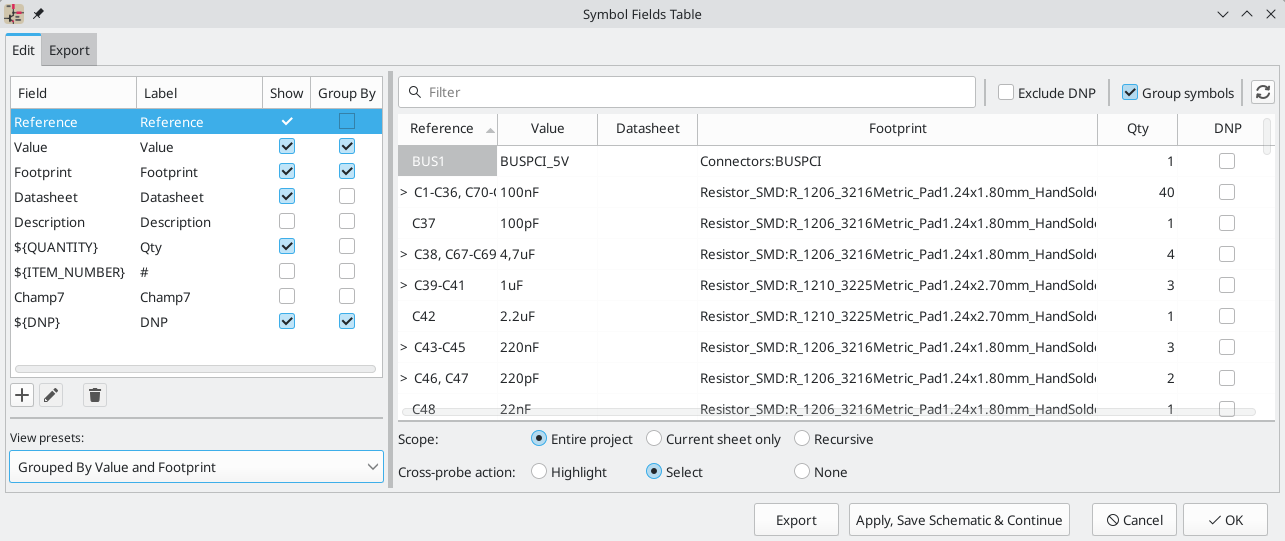 Symbol Fields Table
Edit Export
Field Label Show Group By
Reference Reference
Value Value
Footprint Footprint
Datasheet Datasheet
Description Description
${QUANTITY} Qty
${ITEM_NUMBER} #
Champ7 Champ7
${DNP} DNP
View presets:
Grouped By Value and Footprint
Filter
Exclude DNP Group symbols
Reference Value Datasheet Footprint Qty DNP
BUS1 BUSPCI_5V Connectors:BUSPCI 1
> C1-C36, C70- 100nF Resistor_SMD:R_1206_3216Metric_Pad1.24x1.80mm_HandSolde 40
C37 100pF Resistor_SMD:R_1206_3216Metric_Pad1.24x1.80mm_HandSolde 1
> C38, C67-C69 4,7uF Resistor_SMD:R_1206_3216Metric_Pad1.24x1.80mm_HandSolde 4
> C39-C41 1uF Resistor_SMD:R_1210_3225Metric_Pad1.24x2.70mm_HandSolde 3
C42 2.2uF Resistor_SMD:R_1210_3225Metric_Pad1.24x2.70mm_HandSolde 1
> C43-C45 220nF Resistor_SMD:R_1206_3216Metric_Pad1.24x1.80mm_HandSolde 3
> C46, C47 220pF Resistor_SMD:R_1206_3216Metric_Pad1.24x1.80mm_HandSolde 2
C48 22nF Resistor_SMD:R_1206_3216Metric_Pad1.24x1.80mm_HandSolde 1
Scope: Entire project Current sheet only Recursive
Cross-probe action: Highlight Select None
Export Apply, Save Schematic & Continue Cancel OK